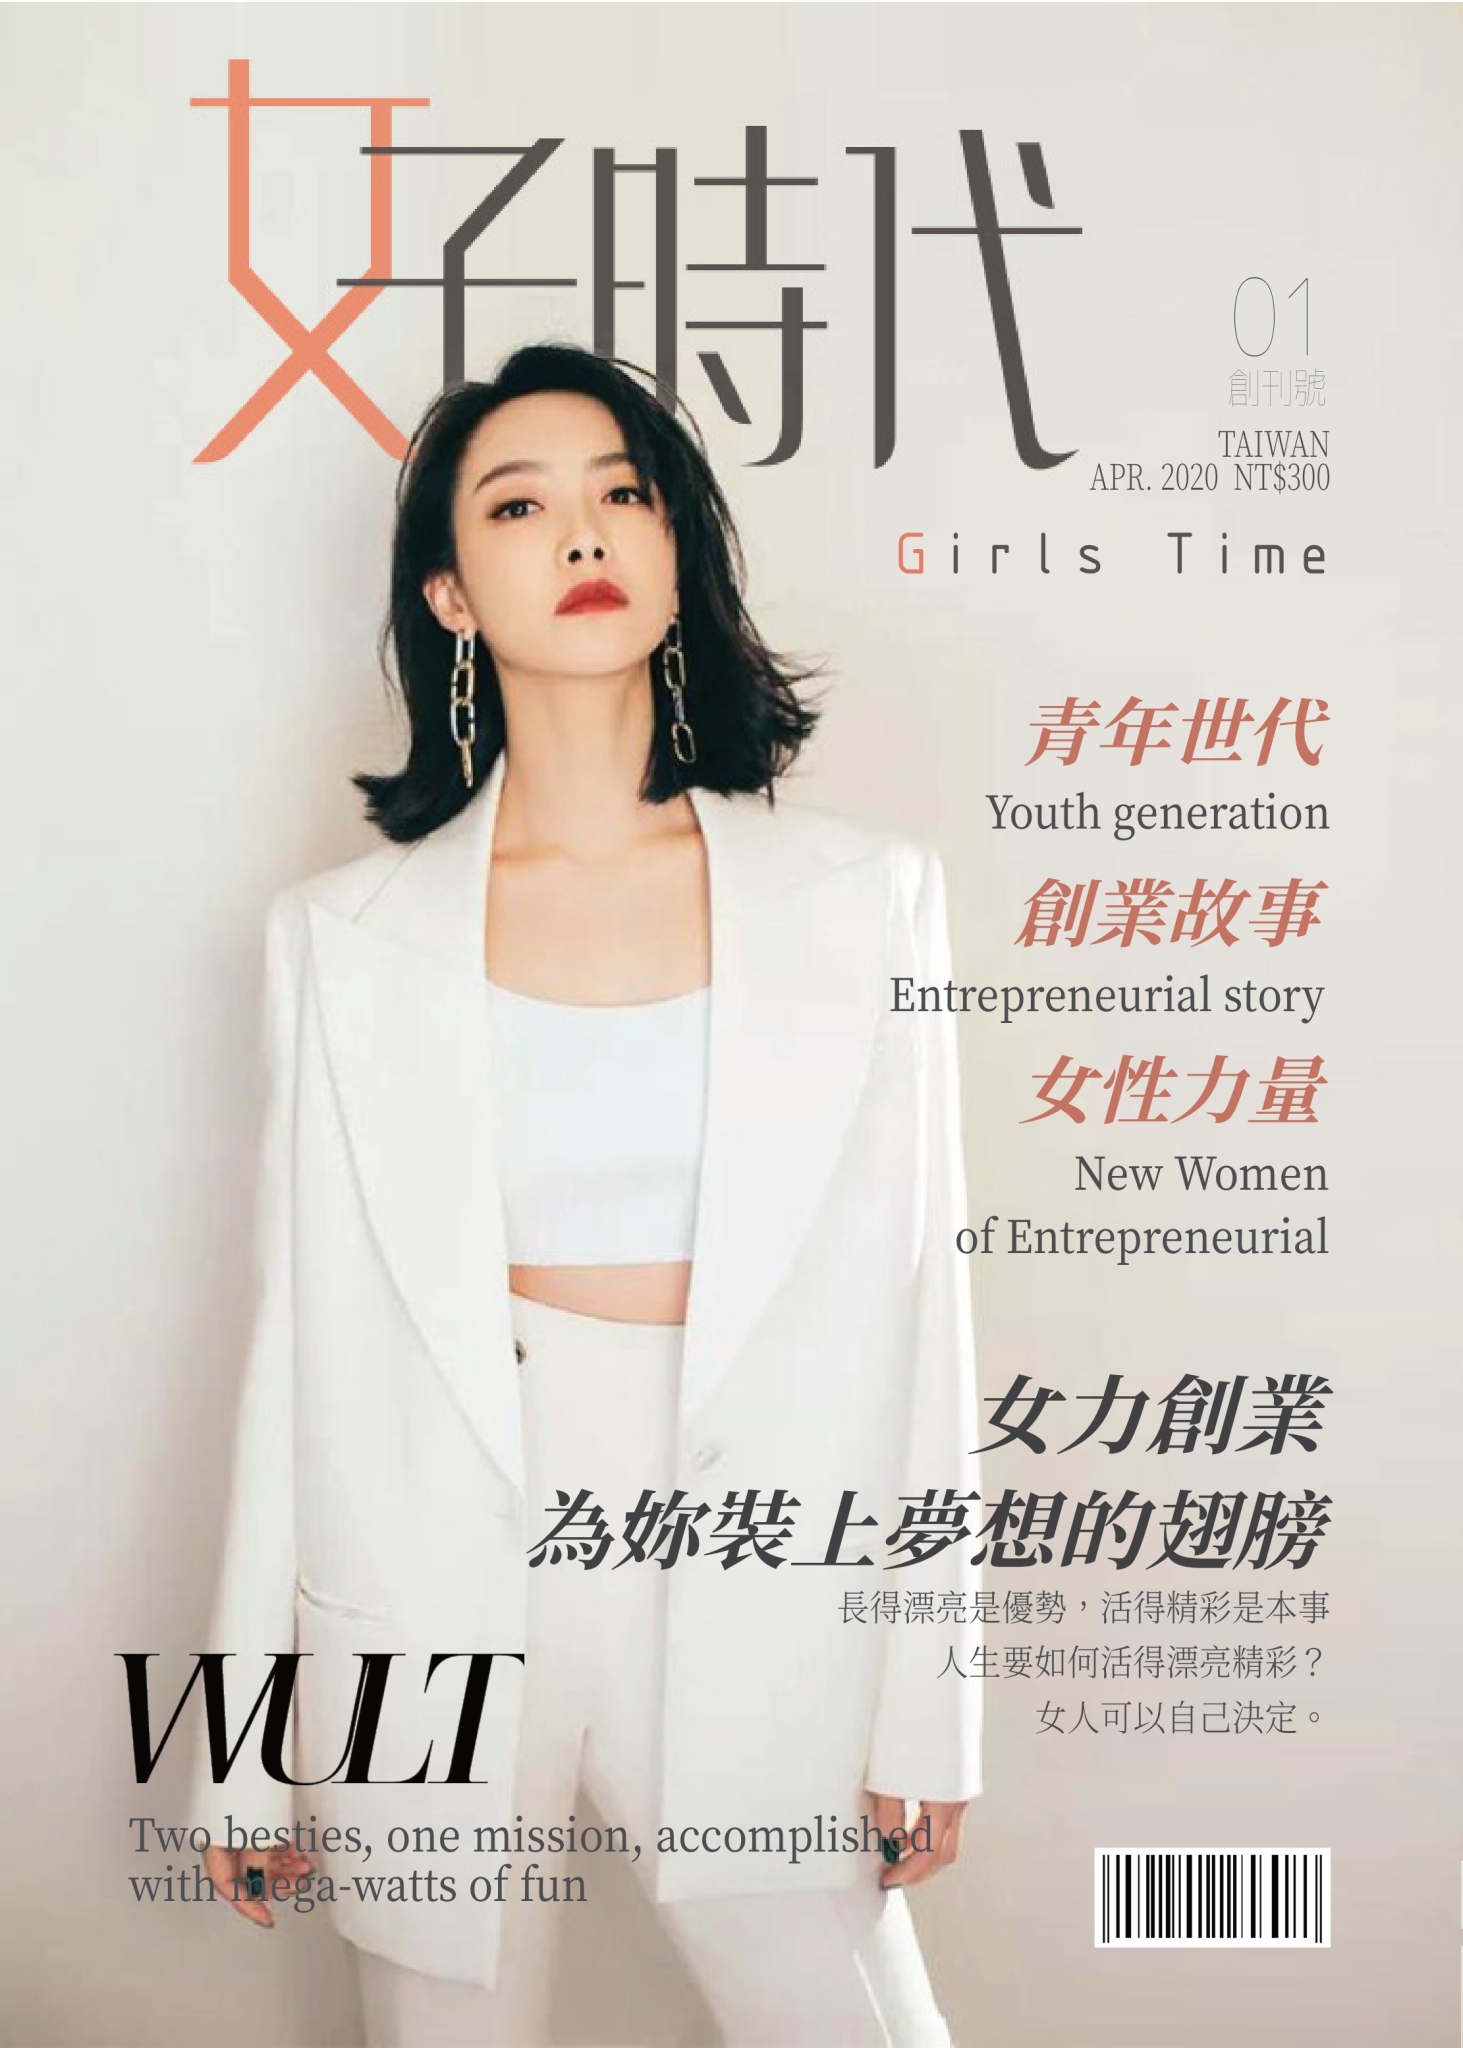 女子時代
01
創刊號
TAIWAN
APR. 2020 NT$300
Girls Time
青年世代
Youth generation
創業故事
Entrepreneurial story
女性力量
New Women
of Entrepreneurial
女力創業
為妳裝上夢想的翅膀
長得漂亮是優勢，活得精彩是本事
人生要如何活得漂亮精彩？
女人可以自己決定。
WULT
Two besties, one mission, accomplished
with mega-watts of fun